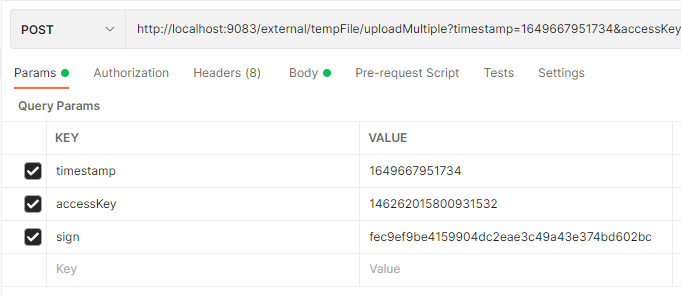 POST http://localhost:9083/external/tempFile/uploadMultiple?timestamp=1649667951734&accessKey
Params Authorization Headers (8) Body Pre-request Script Tests Settings
Query Params
KEY VALUE
timestamp 1649667951734
accessKey 146262015800931532
sign fec9ef9be4159904dc2eae3c49a43e374bd602bc
Key Value